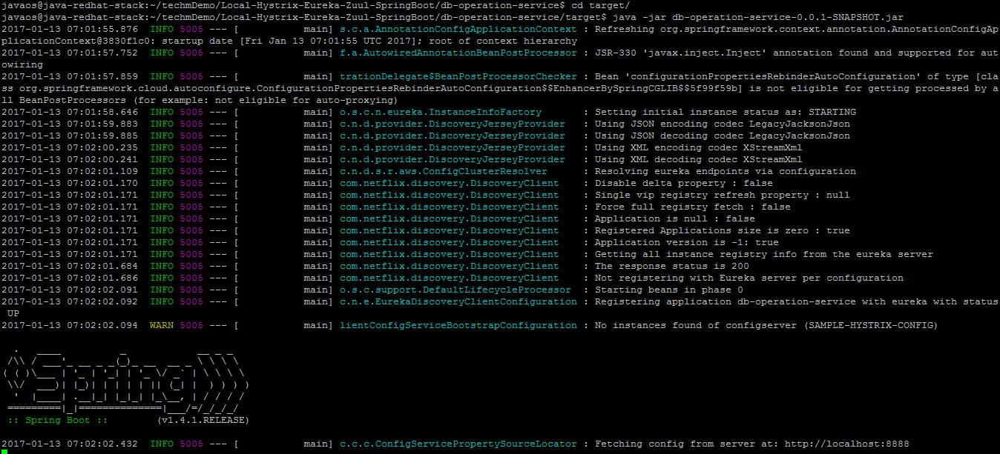 javaos@java-redhat-stack:~/techmDemo/Local-Hystrix-Eureka-Zuul-SpringBoot/db-operation-service$ cd target/
javaos@java-redhat-stack:~/techmDemo/Local-Hystrix-Eureka-Zuul-SpringBoot/db-operation-service/target$ java -jar db-operation-service-0.0.1-SNAPSHOT.jar
2017-01-13 07:01:55.876  INFO 5005 --- [           main] s.c.a.AnnotationConfigApplicationContext : Refreshing org.springframework.context.annotation.AnnotationConfigAp
plicationContext@3830f1c0: startup date [Fri Jan 13 07:01:55 UTC 2017]; root of context hierarchy
2017-01-13 07:01:57.752  INFO 5005 --- [           main] f.a.AutowiredAnnotationBeanPostProcessor : JSR-330 'javax.inject.Inject' annotation found and supported for aut
owiring
2017-01-13 07:01:57.859  INFO 5005 --- [           main] trationDelegate$BeanPostProcessorChecker : Bean 'configurationPropertiesRebinderAutoConfiguration' of type [cla
ss org.springframework.cloud.autoconfigure.ConfigurationPropertiesRebinderAutoConfiguration$$EnhancerBySpringCGLIB$$5f99f59b] is not eligible for getting processed by a
ll BeanPostProcessors (for example: not eligible for auto-proxying)
2017-01-13 07:01:58.646  INFO 5005 --- [           main] o.s.c.n.eureka.InstanceInfoFactory       : Setting initial instance status as: STARTING
2017-01-13 07:01:59.883  INFO 5005 --- [           main] c.n.d.provider.DiscoveryJerseyProvider   : Using JSON encoding codec LegacyJacksonJson
2017-01-13 07:01:59.885  INFO 5005 --- [           main] c.n.d.provider.DiscoveryJerseyProvider   : Using JSON decoding codec LegacyJacksonJson
2017-01-13 07:02:00.235  INFO 5005 --- [           main] c.n.d.provider.DiscoveryJerseyProvider   : Using XML encoding codec XStreamXml
2017-01-13 07:02:00.241  INFO 5005 --- [           main] c.n.d.provider.DiscoveryJerseyProvider   : Using XML decoding codec XStreamXml
2017-01-13 07:02:01.109  INFO 5005 --- [           main] c.n.d.s.r.aws.ConfigClusterResolver      : Resolving eureka endpoints via configuration
2017-01-13 07:02:01.170  INFO 5005 --- [           main] com.netflix.discovery.DiscoveryClient    : Disable delta property : false
2017-01-13 07:02:01.171  INFO 5005 --- [           main] com.netflix.discovery.DiscoveryClient    : Single vip registry refresh property : null
2017-01-13 07:02:01.171  INFO 5005 --- [           main] com.netflix.discovery.DiscoveryClient    : Force full registry fetch : false
2017-01-13 07:02:01.171  INFO 5005 --- [           main] com.netflix.discovery.DiscoveryClient    : Application is null : false
2017-01-13 07:02:01.171  INFO 5005 --- [           main] com.netflix.discovery.DiscoveryClient    : Registered Applications size is zero : true
2017-01-13 07:02:01.171  INFO 5005 --- [           main] com.netflix.discovery.DiscoveryClient    : Application version is -1: true
2017-01-13 07:02:01.171  INFO 5005 --- [           main] com.netflix.discovery.DiscoveryClient    : Getting all instance registry info from the eureka server
2017-01-13 07:02:01.684  INFO 5005 --- [           main] com.netflix.discovery.DiscoveryClient    : The response status is 200
2017-01-13 07:02:01.686  INFO 5005 --- [           main] com.netflix.discovery.DiscoveryClient    : Not registering with Eureka server per configuration
2017-01-13 07:02:02.091  INFO 5005 --- [           main] o.s.c.support.DefaultLifecycleProcessor  : Starting beans in phase 0
2017-01-13 07:02:02.092  INFO 5005 --- [           main] c.n.e.EurekaDiscoveryClientConfiguration : Registering application db-operation-service with eureka with status
 UP
2017-01-13 07:02:02.094  WARN 5005 --- [           main] lientConfigServiceBootstrapConfiguration : No instances found of configserver (SAMPLE-HYSTRIX-CONFIG)
  .   ____          _            __ _ _
 /\\ / ___'_ __ _ _(_)_ __  __ _ \ \ \ \
( ( )\___ | '_ | '_| | '_ \/ _` | \ \ \ \
 \\/  ___)| |_)| | | | | || (_| |  ) ) ) )
  '  |____| .__|_| |_|_| |_\__, | / / / /
 =========|_|==============|___/=/_/_/_/
 :: Spring Boot ::        (v1.4.1.RELEASE)
2017-01-13 07:02:02.432  INFO 5005 --- [           main] c.c.c.ConfigServicePropertySourceLocator : Fetching config from server at: http://localhost:8888